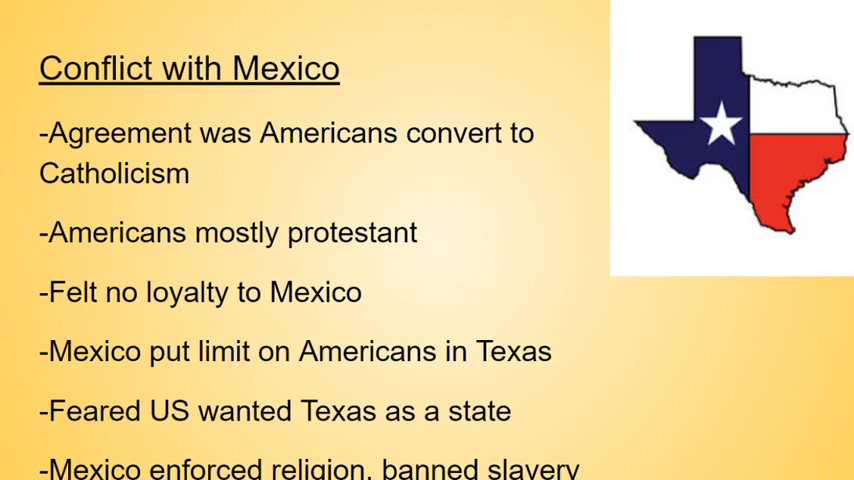 Conflict with Mexico
-Agreement was Americans convert to
Catholicism
-Americans mostly protestant
-Felt no loyalty to Mexico
-Mexico put limit on Americans in Texas
-Feared US wanted Texas as a state
-Mexico enforced religion, banned slavery